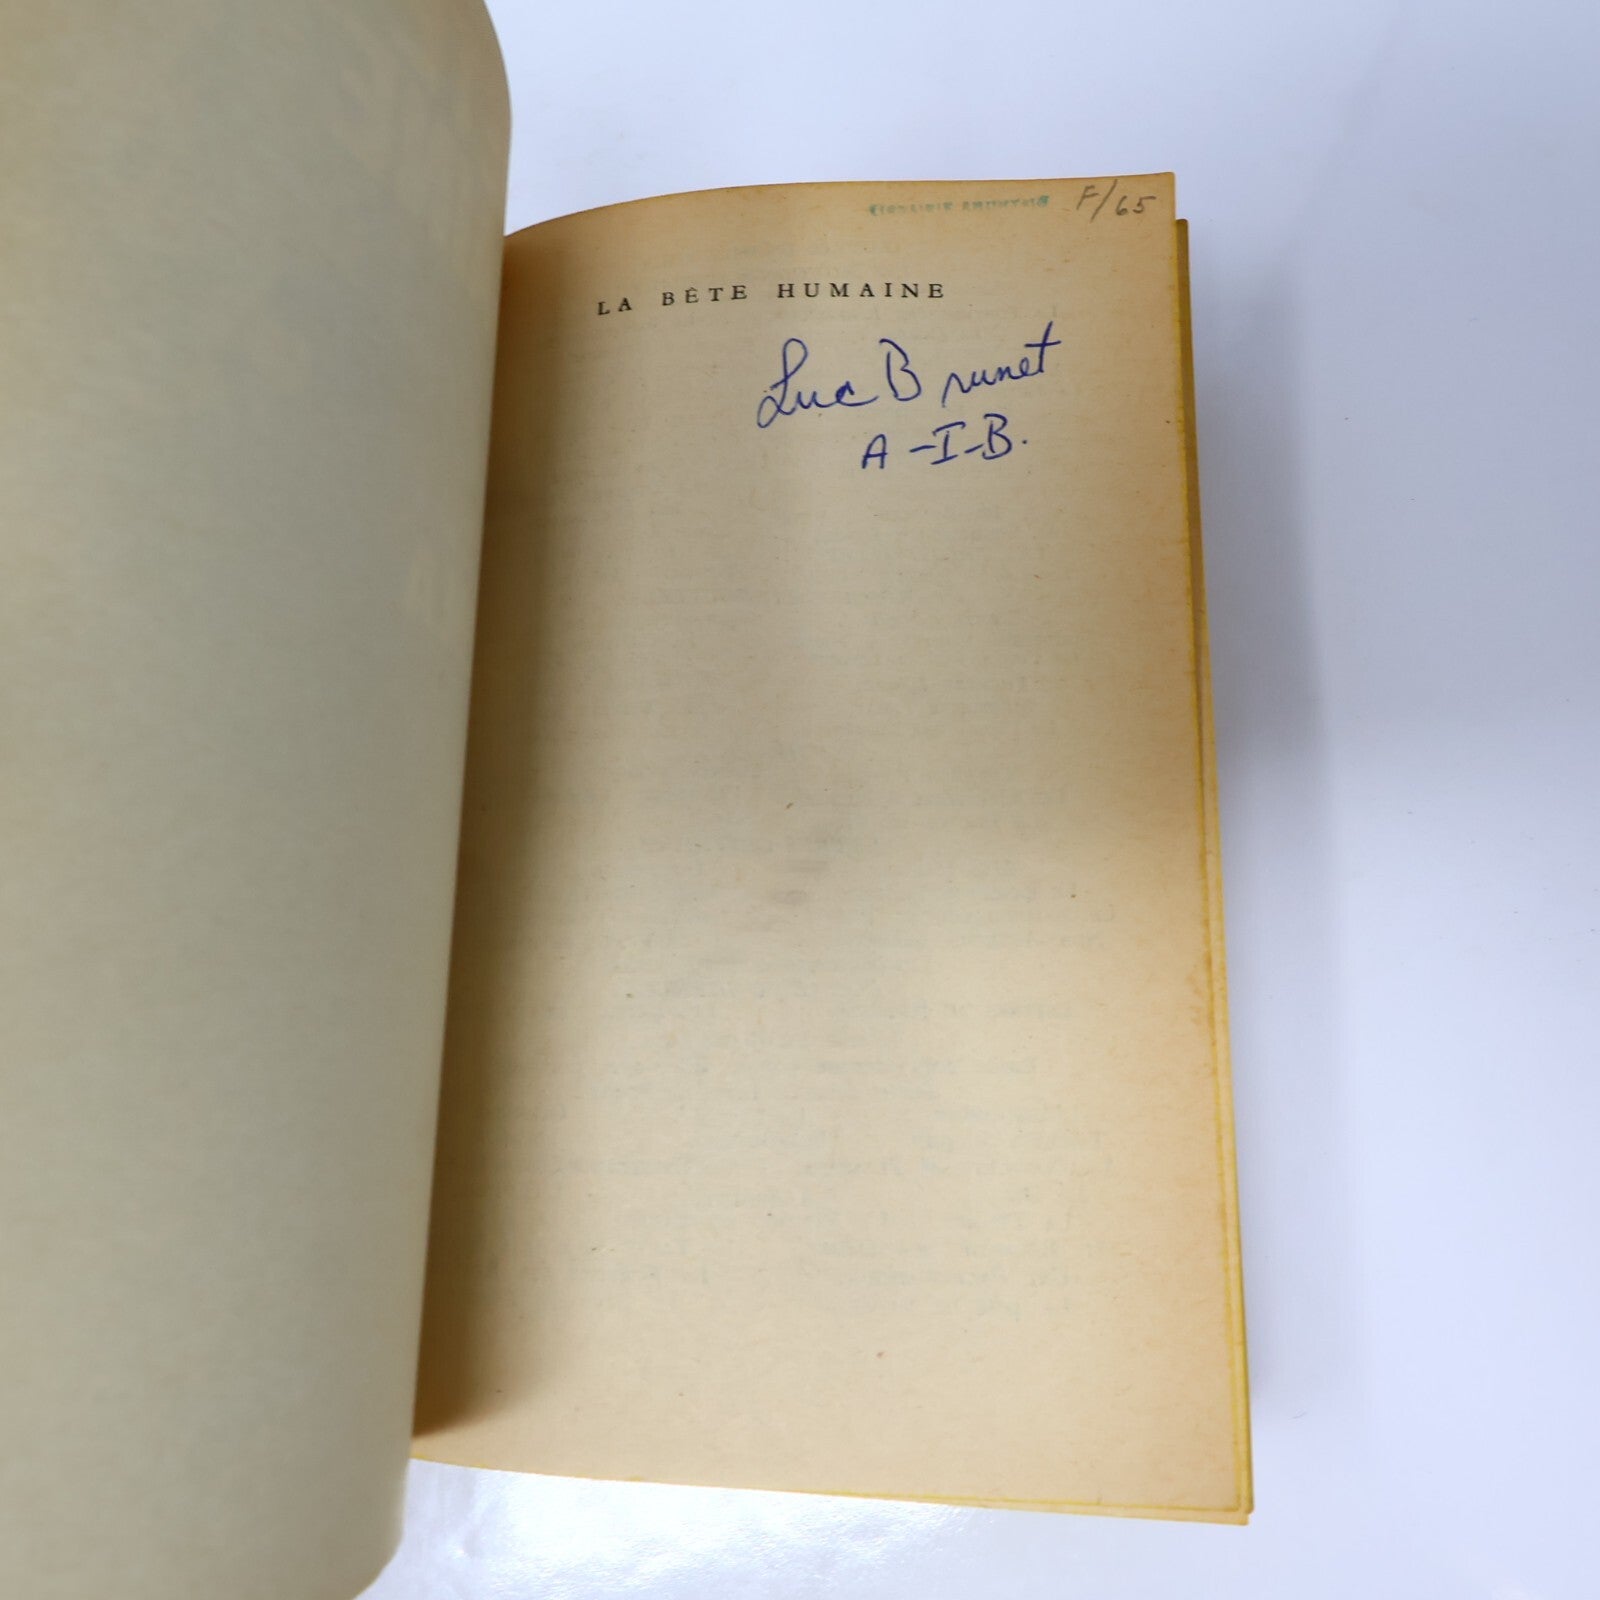 F/65
LA BÊTE HUMAINE
Luc Brunet
A-I-B.